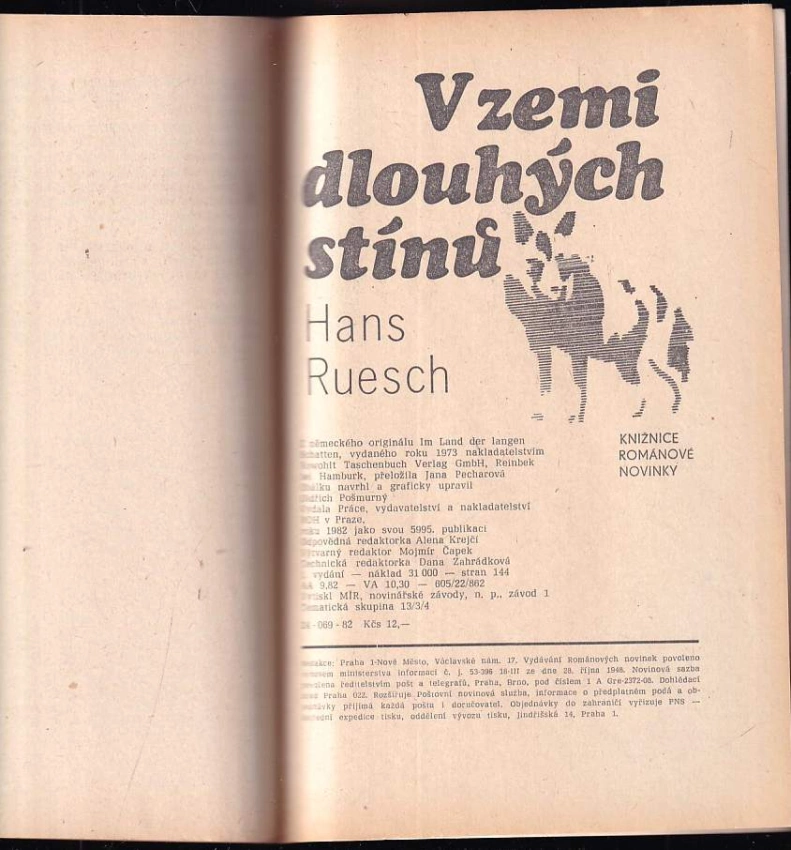 V zemi
dlouhých
stínů
Hans
Ruesch
německého originálu Im Land der langen
vydaného roku 1973 nakladatelstvím
Taschenbuch Verlag GmbH, Reinbek
Hamburk, přeložila Jana Pecharová
navrhl a graficky upravil
Pošmurný
Práce, vydavatelství a nakladatelství
v Praze,
1982 jako svou 5995. publikaci
redaktorka Alena Krejčí
redaktor Mojmír Čapek
redaktorka Dana Zahrádková
vydání — náklad 31 000 — stran 144
9,82 — VA 10,30 — 605/22/862
MÍR, novinářské závody, n. p., závod 1
skupina 13/3/4
- 069 - 82 Kčs 12,—
KNIŽNICE
ROMÁNOVÉ
NOVINKY
Praha 1-Nové Město, Václavské nám. 17. Vydávání Románových novinek povoleno
ministerstva informací č. j. 53-396 18-III ze dne 28. října 1948. Novinová sazba
ředitelstvím pošt a telegrafů, Praha, Brno, pod číslem 1 A Gre-2372-08. Dohlédací
Praha 022. Rozšiřuje Poštovní novinová služba, informace o předplatném podá a ob-
přijímá každá pošta i doručovatel. Objednávky do zahraničí vyřizuje PNS —
expedice tisku, oddělení vývozu tisku, Jindřišská 14, Praha 1.